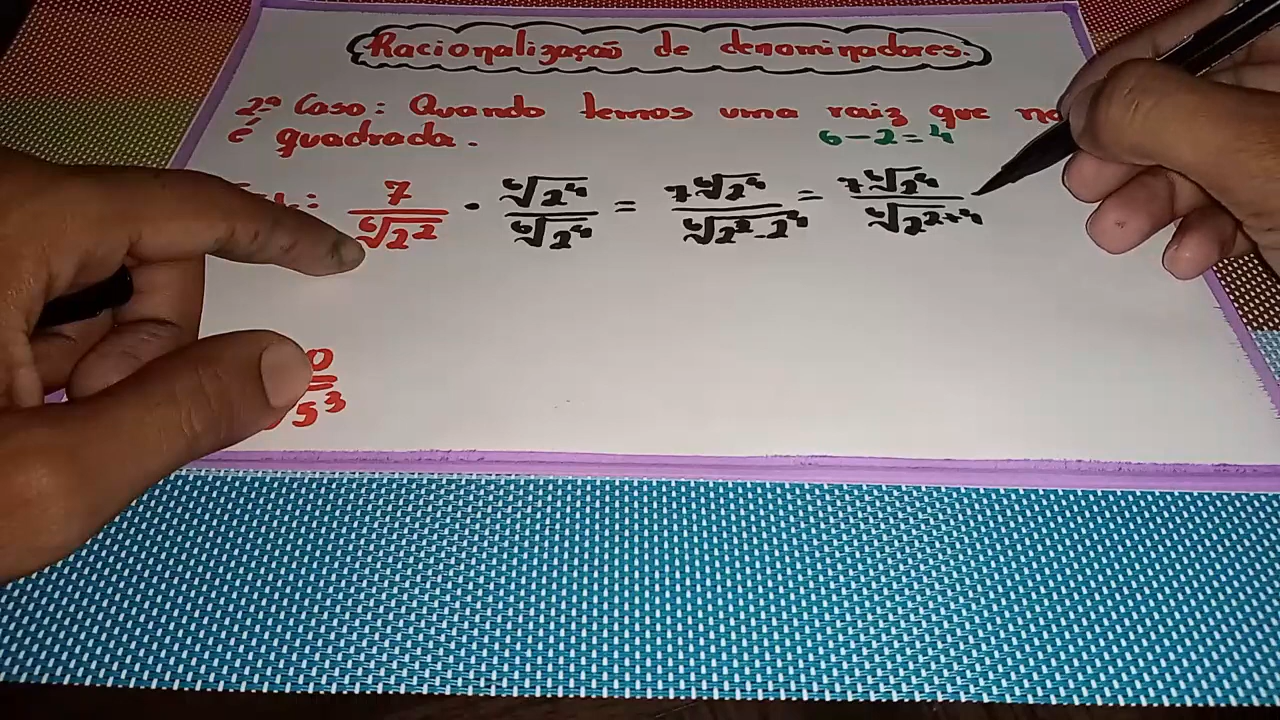 Racionalização de denominadores.
2º Caso: Quando temos uma raiz que
é quadrada.
6 - 2 = 4
7/⁶√2² · ⁶√2⁴/⁶√2⁴ = 7⁶√2⁴/⁶√2²·2⁴ = 7⁶√2⁴/⁶√2²⁺⁴
5³